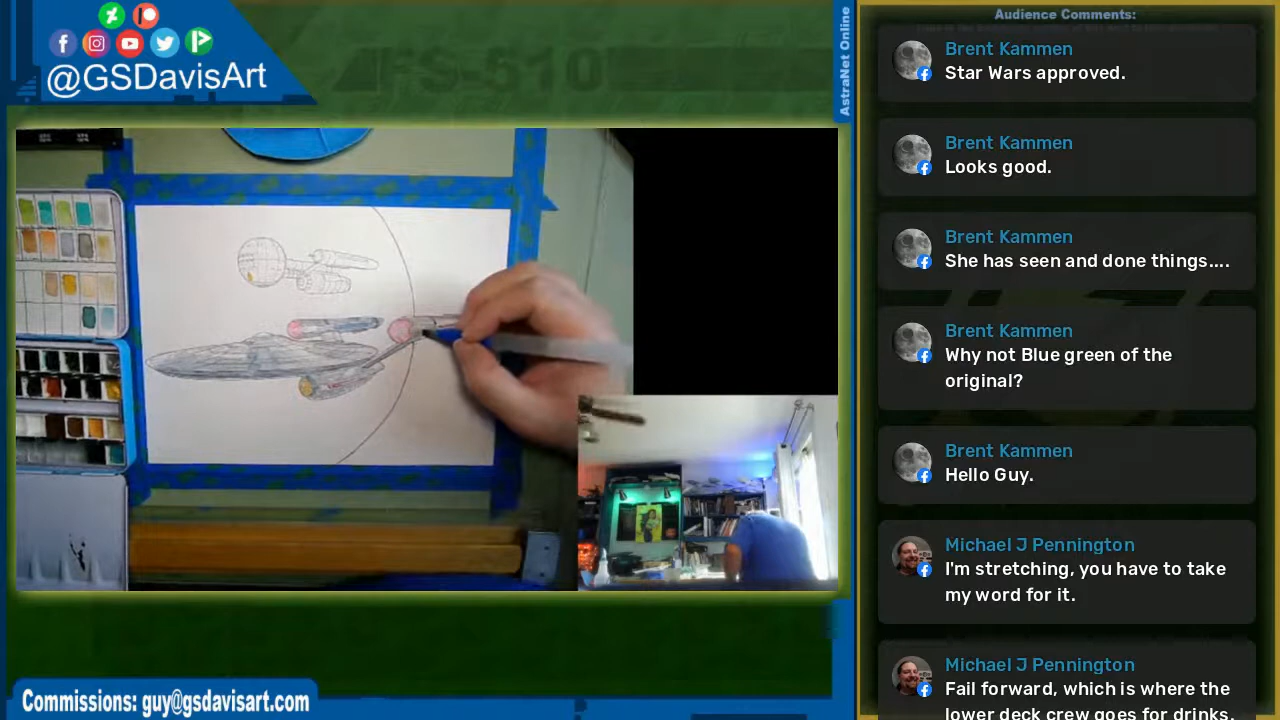 @GSDavisArt
FS-510
AstraNet Online
Audience Comments:
Brent Kammen
Star Wars approved.
Brent Kammen
Looks good.
Brent Kammen
She has seen and done things....
Brent Kammen
Why not Blue green of the
original?
Brent Kammen
Hello Guy.
Michael J Pennington
I'm stretching, you have to take
my word for it.
Michael J Pennington
Fail forward, which is where the
lower deck crew goes for drinks.
Commissions: guy@gsdavisart.com